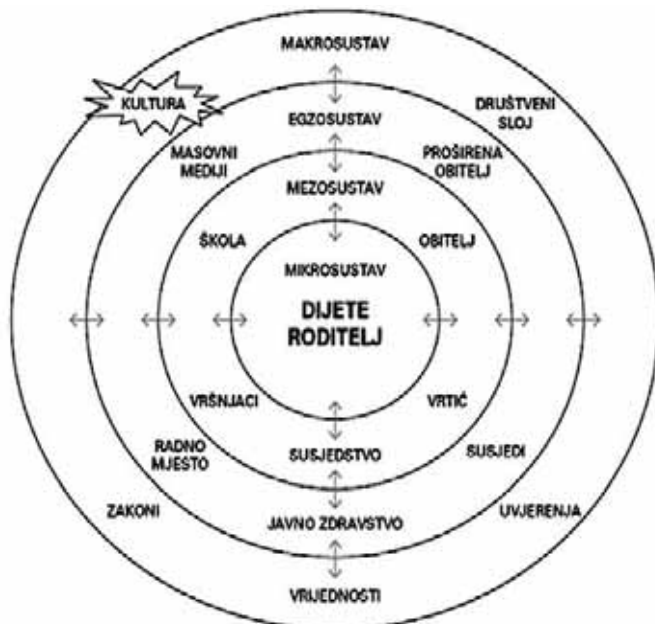 MAKROSUSTAV
KULTURA
DRUŠTVENI
SLOJ
EGZOSUSTAV
MASOVNI
MEDIJI
PROŠIRENA
OBITELJ
MEZOSUSTAV
ŠKOLA
OBITELJ
MIKROSUSTAV
DIJETE
RODITELJ
VRŠNJACI
VRTIĆ
RADNO
MJESTO
SUSJEDSTVO
SUSJEDI
ZAKONI
JAVNO ZDRAVSTVO
UVJERENJA
VRIJEDNOSTI